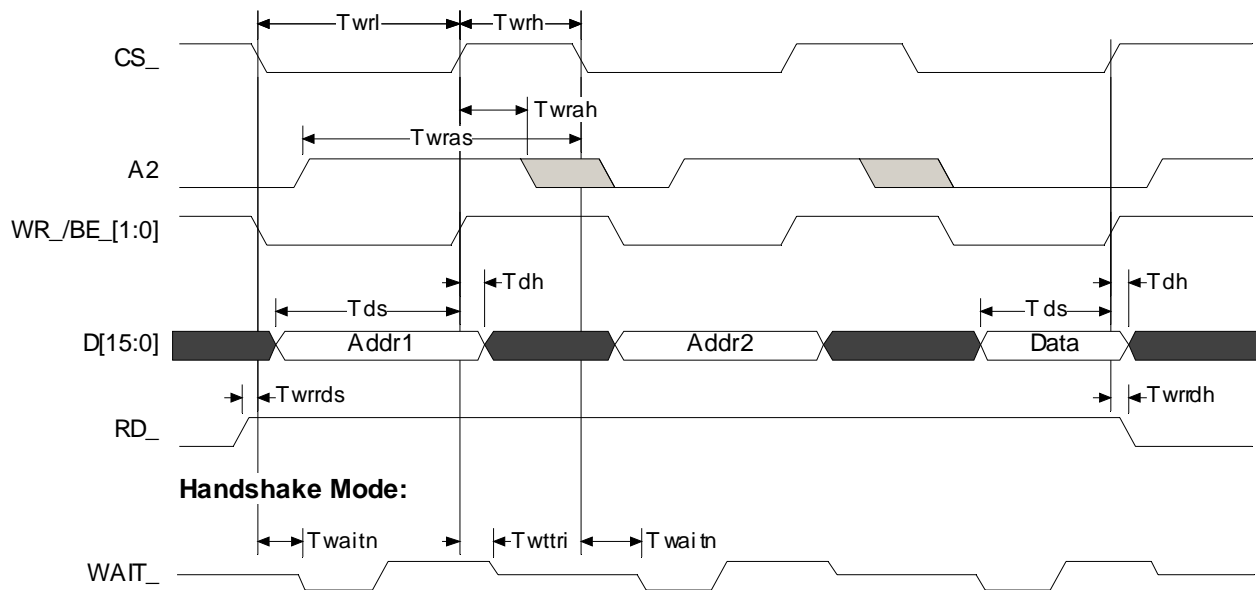 Twrl Twrh
CS_
Twrah
Twras
A2
WR_/BE_[1:0]
Tdh Tdh
Tds Tds
D[15:0] Addr1 Addr2 Data
Twrrds Twrrdh
RD_
Handshake Mode:
Twaitn Twttri Twaitn
WAIT_